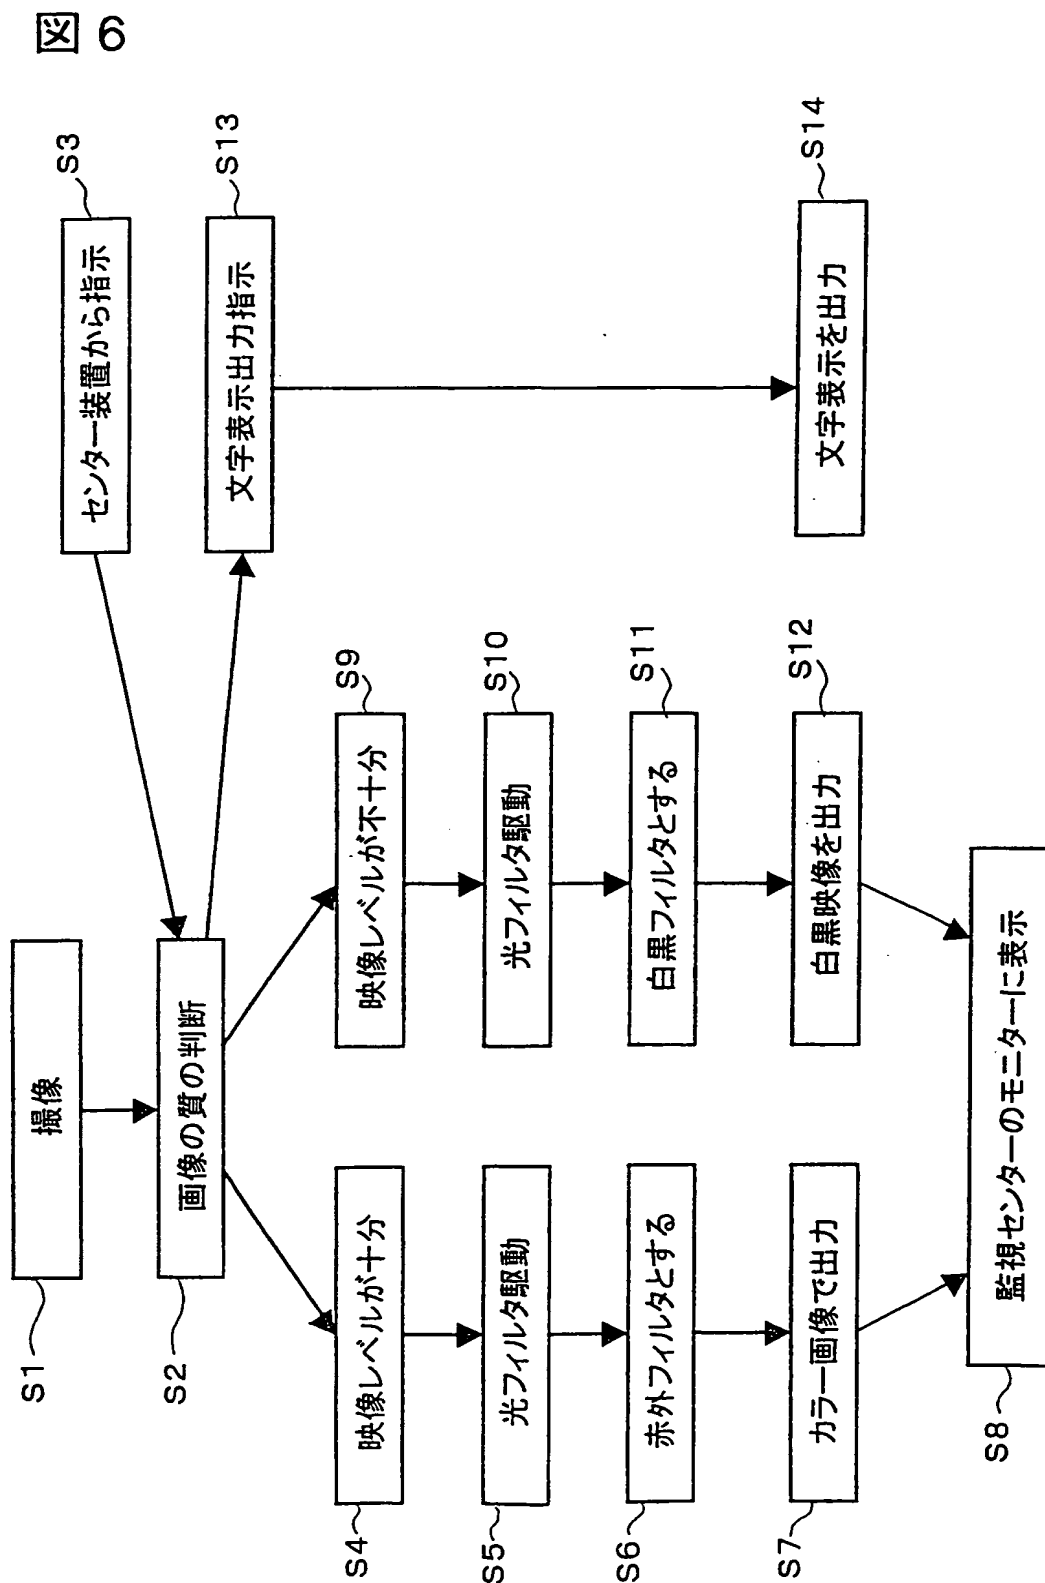 図6
S1
撮像
S2
画像の質の判断
S3
センター装置から指示
S13
文字表示出力指示
S4
映像レベルが十分
S5
光フィルタ駆動
S6
赤外フィルタとする
S7
カラー画像で出力
S9
映像レベルが不十分
S10
光フィルタ駆動
S11
白黒フィルタとする
S12
白黒映像を出力
S14
文字表示を出力
S8
監視センターのモニターに表示